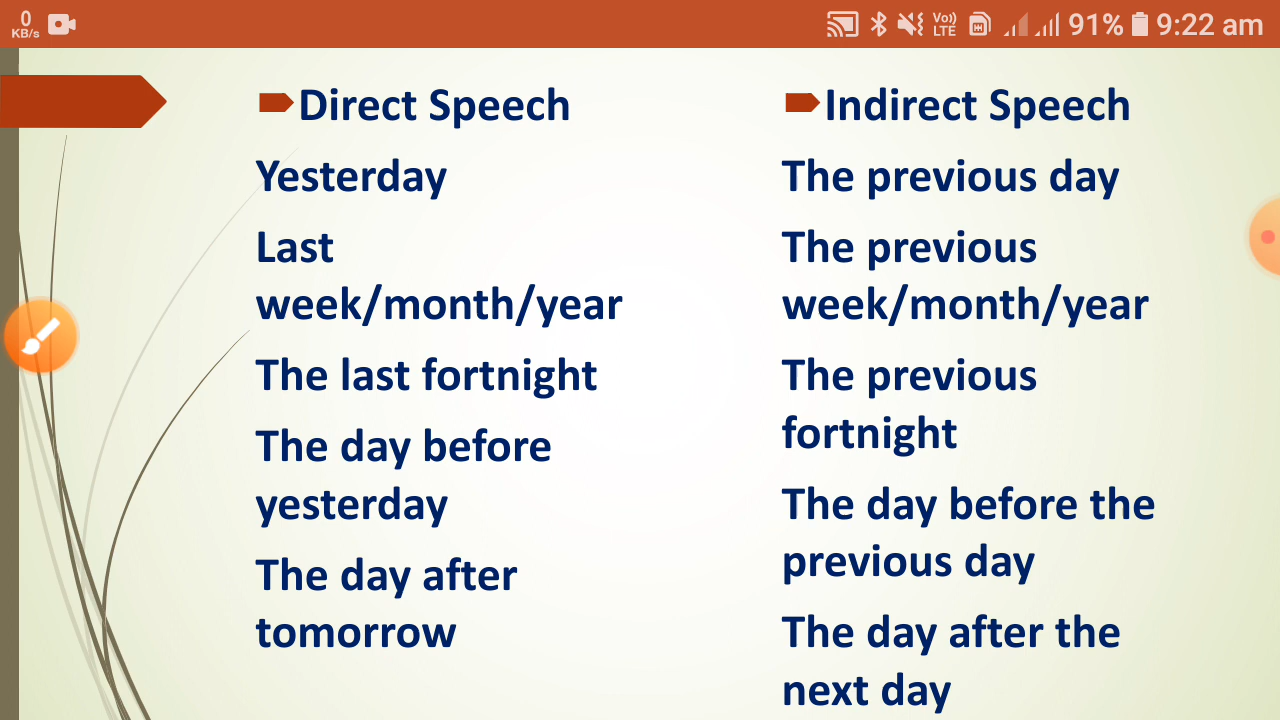 0
KB/s
Vo))
LTE
91%
9:22 am
Direct Speech
Yesterday
Last
week/month/year
The last fortnight
The day before
yesterday
The day after
tomorrow
Indirect Speech
The previous day
The previous
week/month/year
The previous
fortnight
The day before the
previous day
The day after the
next day